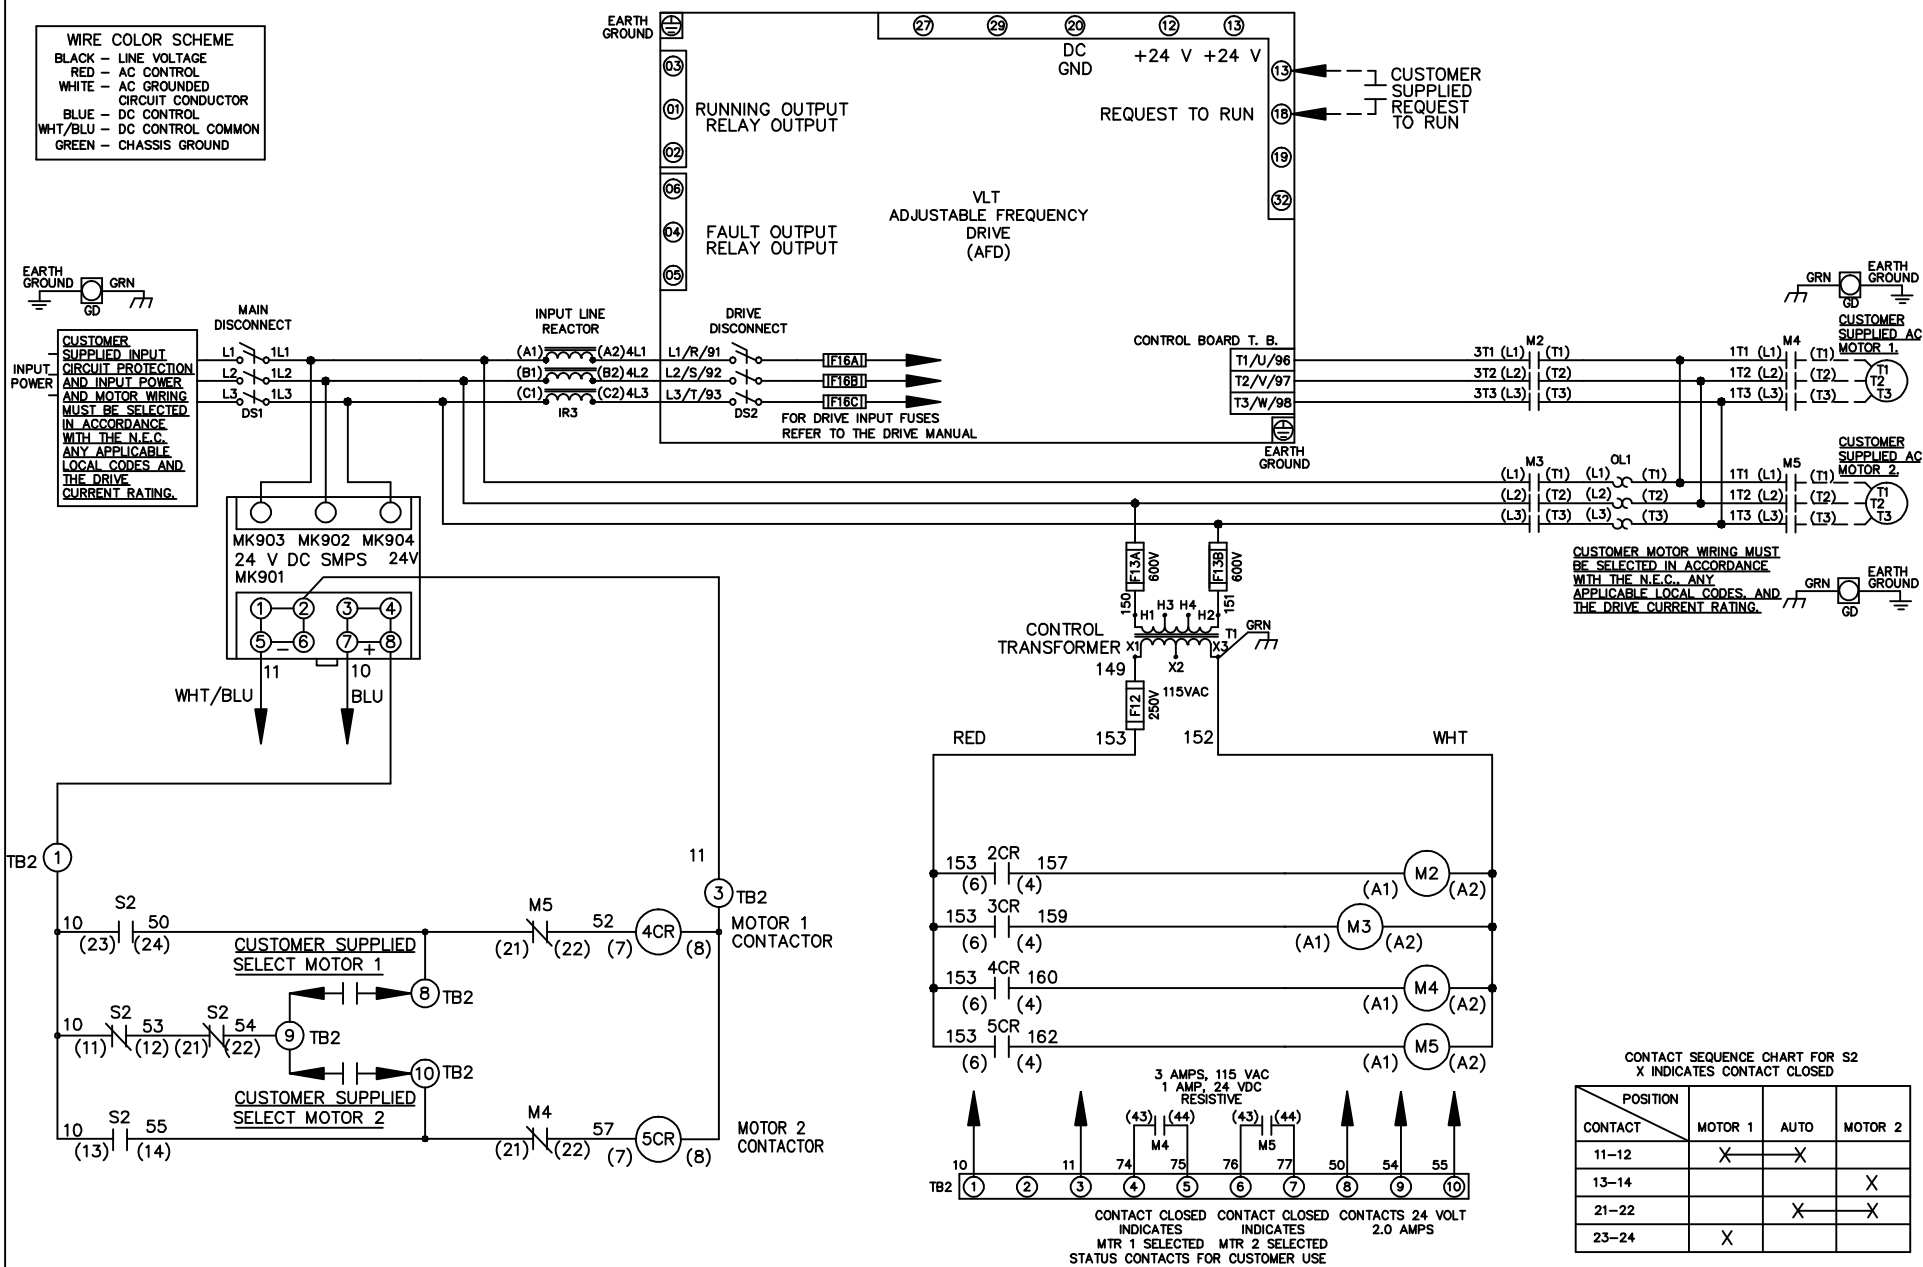 WIRE COLOR SCHEME
BLACK – LINE VOLTAGE
RED – AC CONTROL
WHITE – AC GROUNDED
CIRCUIT CONDUCTOR
BLUE – DC CONTROL
WHT/BLU – DC CONTROL COMMON
GREEN – CHASSIS GROUND
EARTH
GROUND
27 29 20 12 13
DC
GND
+24 V +24 V
03
01
02
RUNNING OUTPUT
RELAY OUTPUT
06
04
05
FAULT OUTPUT
RELAY OUTPUT
13
18
19
32
REQUEST TO RUN
CUSTOMER
SUPPLIED
REQUEST
TO RUN
VLT
ADJUSTABLE FREQUENCY
DRIVE
(AFD)
EARTH
GROUND
GRN
GD
INPUT
POWER
CUSTOMER
SUPPLIED INPUT
CIRCUIT PROTECTION
AND INPUT POWER
AND MOTOR WIRING
MUST BE SELECTED
IN ACCORDANCE
WITH THE N.E.C.
ANY APPLICABLE
LOCAL CODES AND
THE DRIVE
CURRENT RATING.
MAIN
DISCONNECT
L1 1L1
L2 1L2
L3 1L3
DS1
INPUT LINE
REACTOR
(A1) (A2) 4L1
(B1) (B2) 4L2
(C1) (C2) 4L3
IR3
DRIVE
DISCONNECT
L1/R/91
L2/S/92
L3/T/93
DS2
F16A
F16B
F16C
FOR DRIVE INPUT FUSES
REFER TO THE DRIVE MANUAL
CONTROL BOARD T. B.
T1/U/96
T2/V/97
T3/W/98
EARTH
GROUND
M2
3T1 (L1) (T1)
3T2 (L2) (T2)
3T3 (L3) (T3)
M4
1T1 (L1) (T1)
1T2 (L2) (T2)
1T3 (L3) (T3)
GRN
GD
EARTH
GROUND
CUSTOMER
SUPPLIED AC
MOTOR 1.
T1
T2
T3
M3 OL1
(L1) (T1) (L1) (T1)
(L2) (T2) (L2) (T2)
(L3) (T3) (L3) (T3)
M5
1T1 (L1) (T1)
1T2 (L2) (T2)
1T3 (L3) (T3)
CUSTOMER
SUPPLIED AC
MOTOR 2.
T1
T2
T3
CUSTOMER MOTOR WIRING MUST
BE SELECTED IN ACCORDANCE
WITH THE N.E.C., ANY
APPLICABLE LOCAL CODES, AND
THE DRIVE CURRENT RATING.
GRN
GD
EARTH
GROUND
MK903 MK902 MK904
24 V DC SMPS 24V
MK901
1 2 3 4
5 – 6 7 + 8
11
10
WHT/BLU
BLU
F13A
600V
F13B
600V
150
151
H1 H3 H4 H2
CONTROL
TRANSFORMER
T1
GRN
X1 X2 X3
149
115VAC
F12
250V
153 152
RED
WHT
TB2 1
11
3 TB2
S2
10 50
(23) (24)
M5
(21) (22)
52
(7) 4CR (8)
MOTOR 1
CONTACTOR
CUSTOMER SUPPLIED
SELECT MOTOR 1
8 TB2
S2 S2
10 53 54
(11) (12) (21) (22)
9 TB2
10 TB2
CUSTOMER SUPPLIED
SELECT MOTOR 2
S2
10 55
(13) (14)
M4
(21) (22)
57
(7) 5CR (8)
MOTOR 2
CONTACTOR
2CR
153 157
(6) (4)
(A1) M2 (A2)
3CR
153 159
(6) (4)
(A1) M3 (A2)
4CR
153 160
(6) (4)
(A1) M4 (A2)
5CR
153 162
(6) (4)
(A1) M5 (A2)
3 AMPS, 115 VAC
1 AMP, 24 VDC
RESISTIVE
(43) (44) (43) (44)
M4 M5
10 11 74 75 76 77 50 54 55
TB2 1 2 3 4 5 6 7 8 9 10
CONTACT CLOSED
INDICATES
MTR 1 SELECTED
CONTACT CLOSED
INDICATES
MTR 2 SELECTED
STATUS CONTACTS FOR CUSTOMER USE
CONTACTS 24 VOLT
2.0 AMPS
CONTACT SEQUENCE CHART FOR S2
X INDICATES CONTACT CLOSED
POSITION
CONTACT MOTOR 1 AUTO MOTOR 2
11–12 X X
13–14 X
21–22 X X
23–24 X